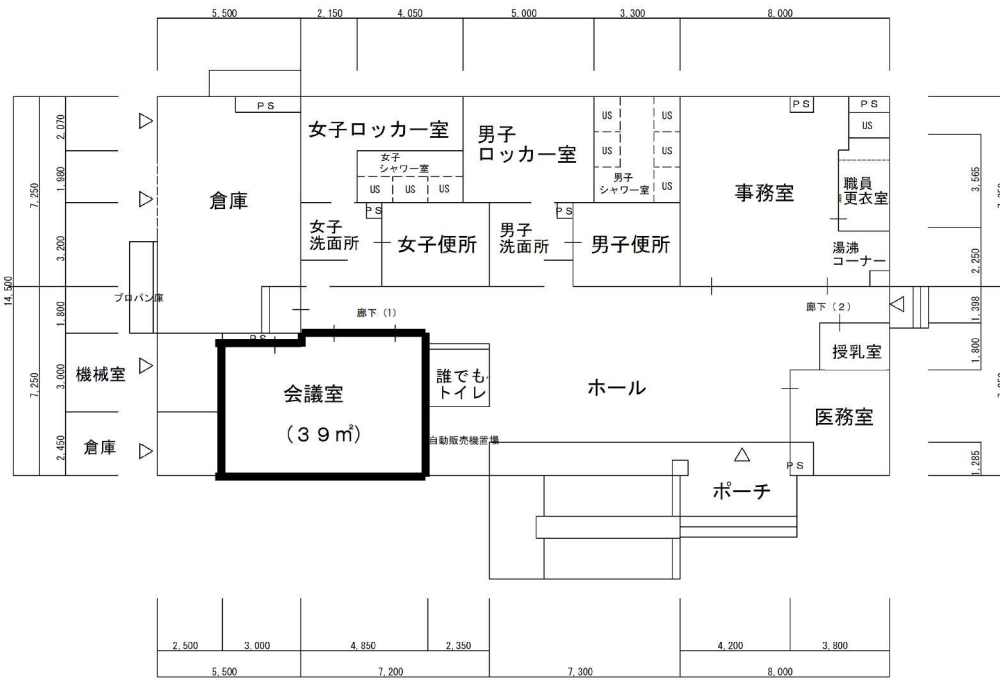 5,500
2,150
4,050
5,000
3,300
8,000
PS
PS
PS
US
US
US
US
US
US
US
女子ロッカー室
男子
ロッカー室
女子
シャワー室
US
US
US
男子
シャワー室
倉庫
事務室
職員
更衣室
PS
PS
女子
洗面所
女子便所
男子
洗面所
男子便所
湯沸
コーナー
プロパン庫
廊下(1)
廊下(2)
PS
機械室
会議室
(39㎡)
誰でも
トイレ
ホール
授乳室
医務室
倉庫
自動販売機置場
PS
ポーチ
14,500
7,250
7,250
2,070
1,980
3,200
1,800
3,000
2,450
3,565
2,250
1,398
1,800
1,285
2,500
3,000
4,850
2,350
4,200
3,800
5,500
7,200
7,300
8,000